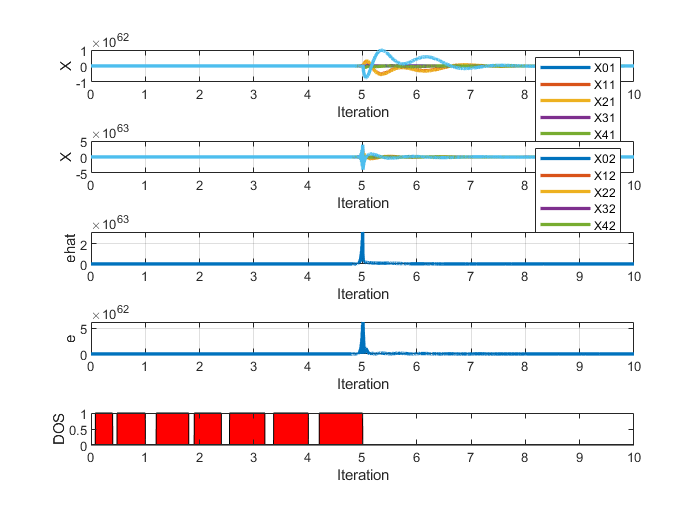 ×10^62
X
1
0
-1
0 1 2 3 4 5 6 7 8 9 10
Iteration
X01
X11
X21
X31
X41
×10^63
X
5
0
-5
0 1 2 3 4 5 6 7 8 9 10
Iteration
X02
X12
X22
X32
X42
×10^63
ehat
2
0
0 1 2 3 4 5 6 7 8 9 10
Iteration
×10^62
e
5
0
0 1 2 3 4 5 6 7 8 9 10
Iteration
DOS
1
0.5
0
0 1 2 3 4 5 6 7 8 9 10
Iteration